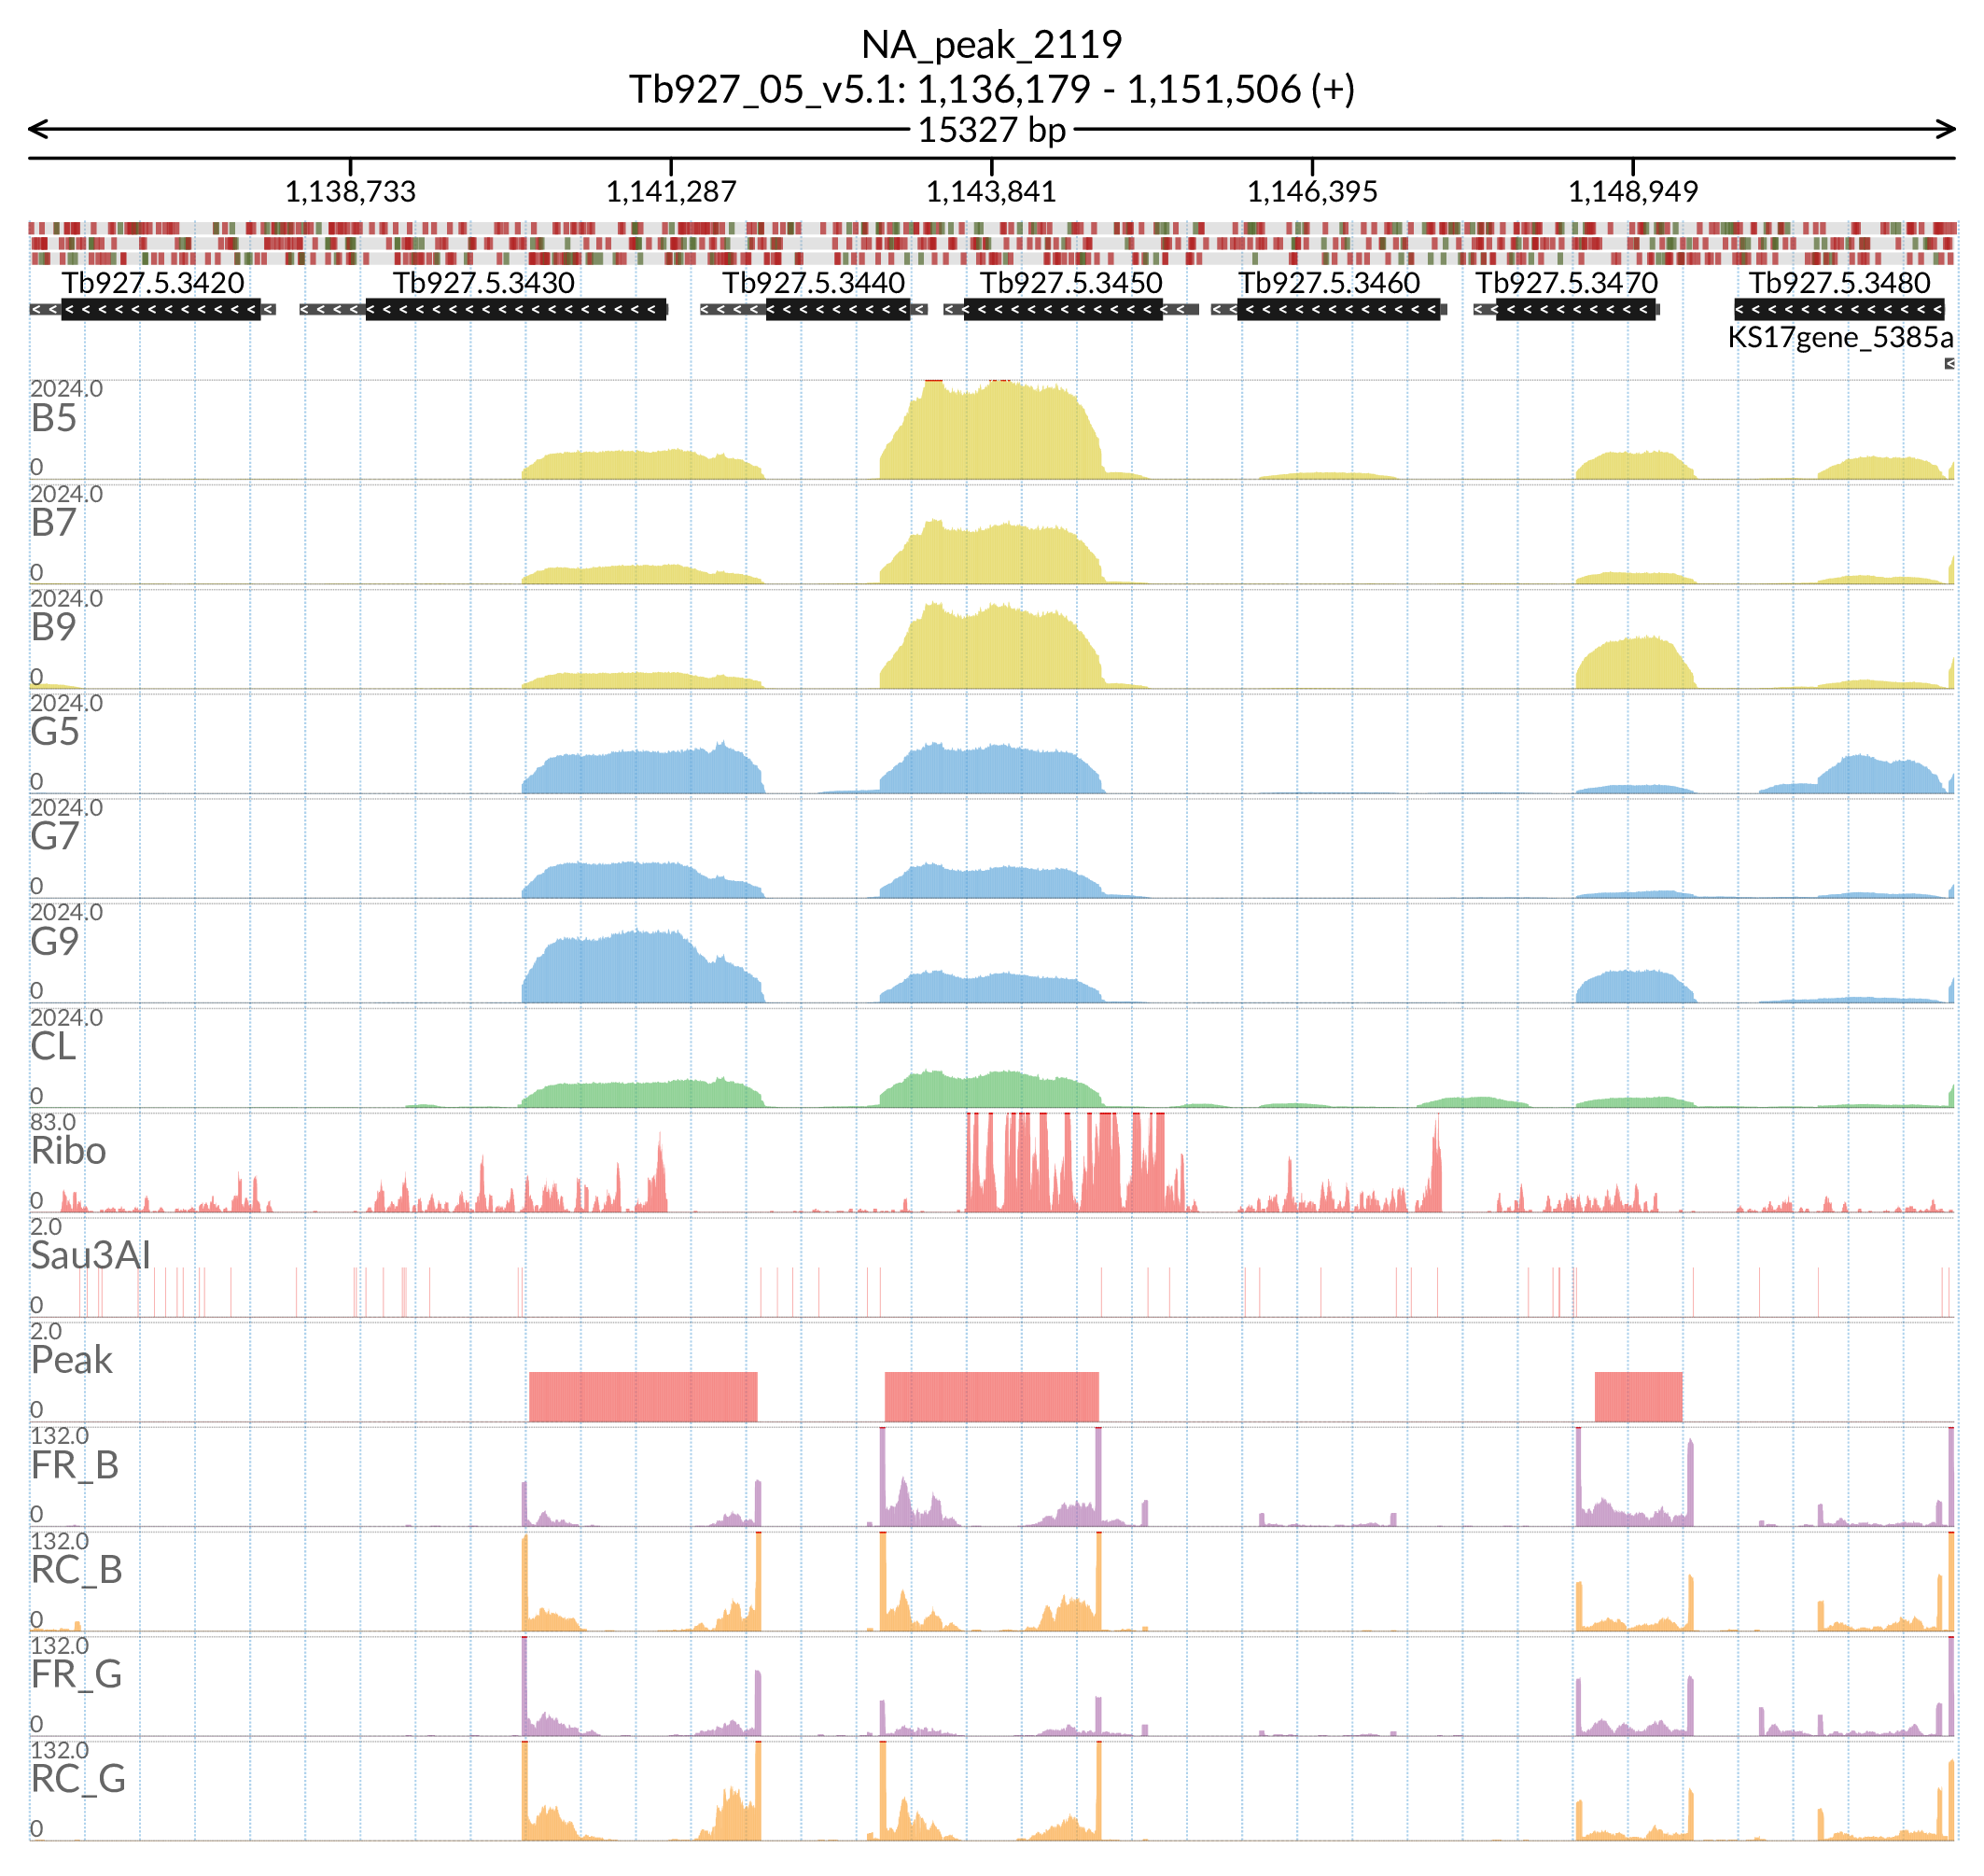 NA_peak_2119
Tb927_05_v5.1: 1,136,179 - 1,151,506 (+)
15327 bp
1,138,733 1,141,287 1,143,841 1,146,395 1,148,949
Tb927.5.3420 Tb927.5.3430 Tb927.5.3440 Tb927.5.3450 Tb927.5.3460 Tb927.5.3470 Tb927.5.3480
KS17gene_5385a
2024.0
B5
0
2024.0
B7
0
2024.0
B9
0
2024.0
G5
0
2024.0
G7
0
2024.0
G9
0
2024.0
CL
0
83.0
Ribo
0
2.0
Sau3AI
0
2.0
Peak
0
132.0
FR_B
0
132.0
RC_B
0
132.0
FR_G
0
132.0
RC_G
0